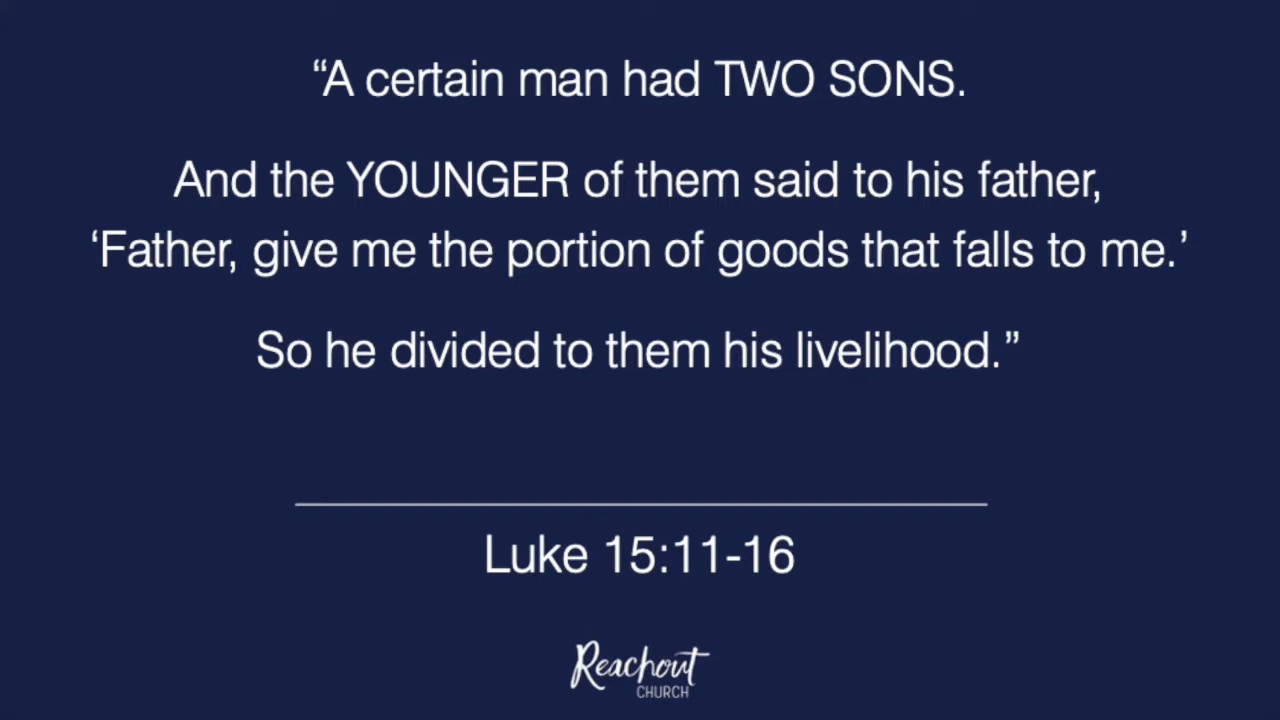 “A certain man had TWO SONS.
And the YOUNGER of them said to his father,
‘Father, give me the portion of goods that falls to me.’
So he divided to them his livelihood.”
Luke 15:11-16
Reachout
CHURCH